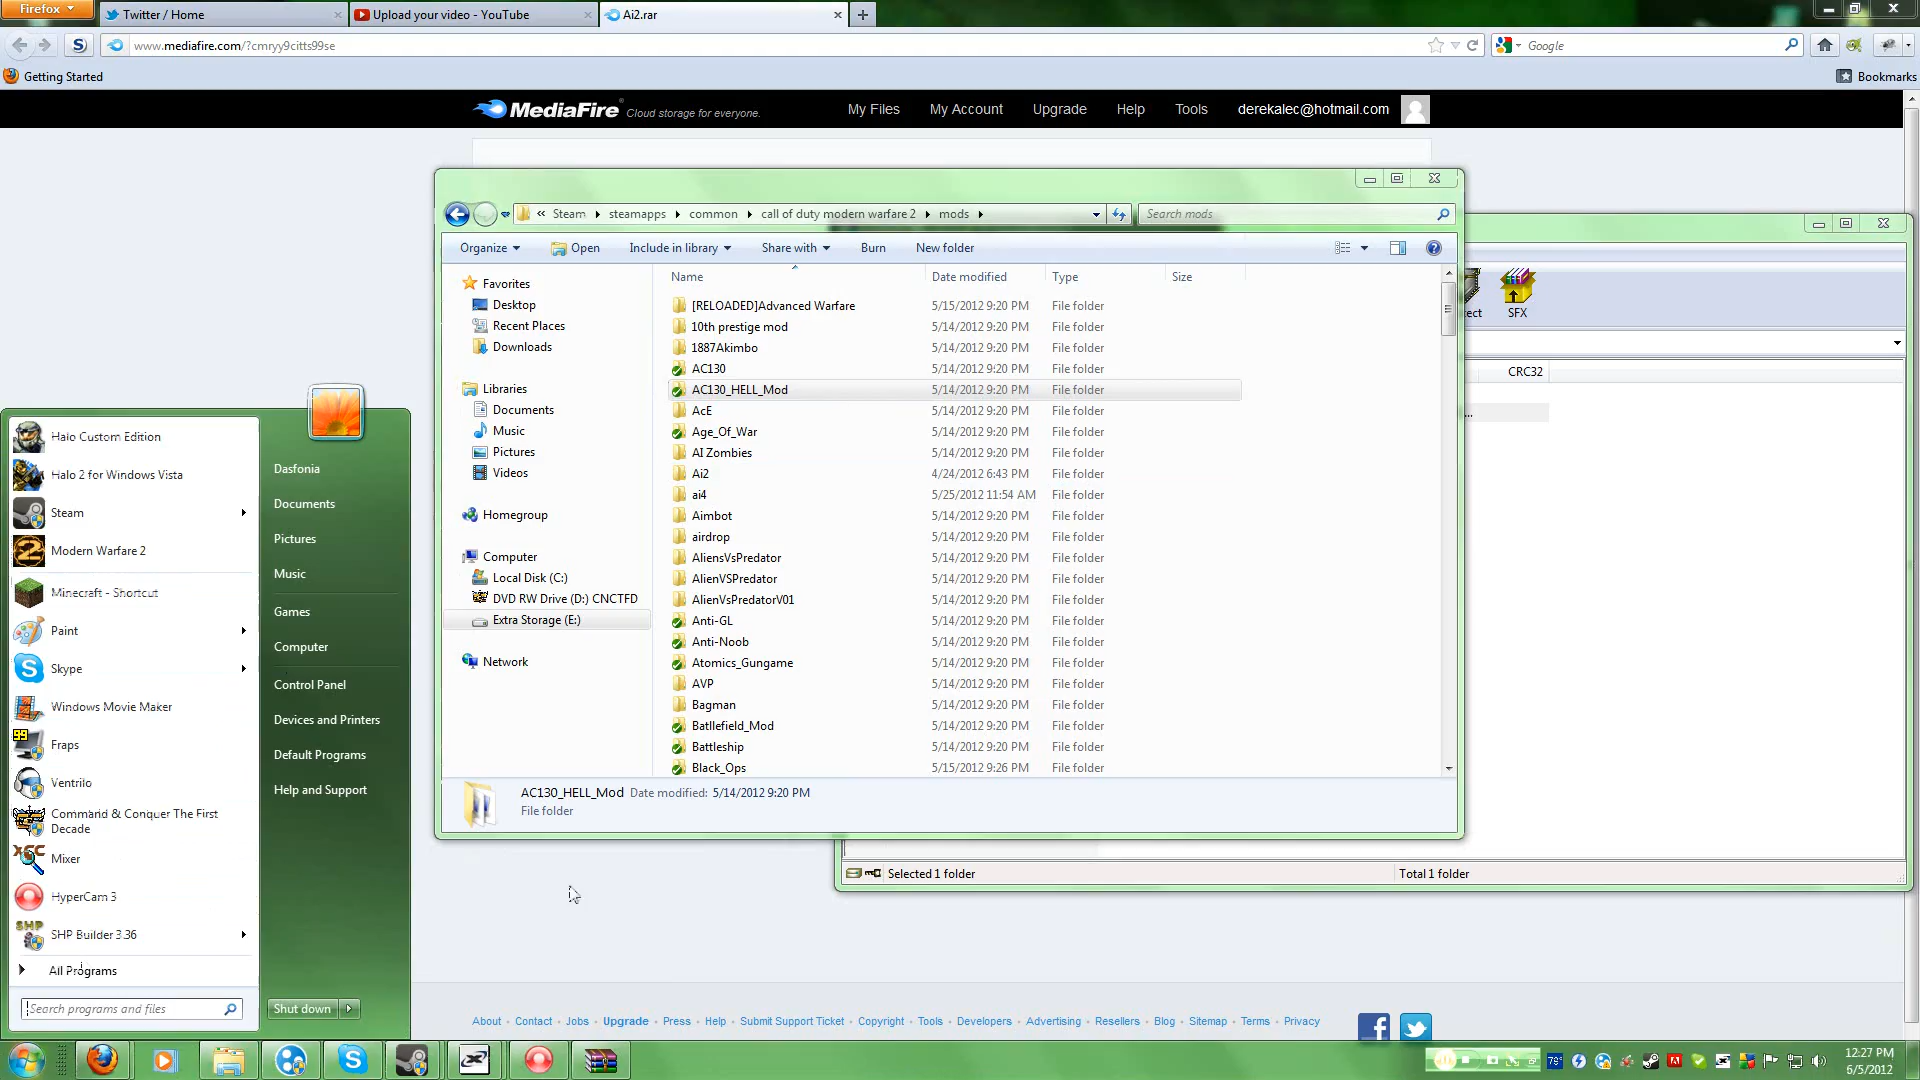 Firefox
Twitter / Home
Upload your video - YouTube
Ai2.rar
www.mediafire.com/?cmryy9citts99se
Google
Getting Started
Bookmarks
MediaFire Cloud storage for everyone.
My Files
My Account
Upgrade
Help
Tools
derekalec@hotmail.com
« Steam
steamapps
common
call of duty modern warfare 2
mods
Search mods
Organize
Open
Include in library
Share with
Burn
New folder
Name
Date modified
Type
Size
Favorites
Desktop
Recent Places
Downloads
Libraries
Documents
Music
Pictures
Videos
Homegroup
Computer
Local Disk (C:)
DVD RW Drive (D:) CNCTFD
Extra Storage (E:)
Network
[RELOADED]Advanced Warfare 5/15/2012 9:20 PM File folder
10th prestige mod 5/14/2012 9:20 PM File folder
1887Akimbo 5/14/2012 9:20 PM File folder
AC130 5/14/2012 9:20 PM File folder
AC130_HELL_Mod 5/14/2012 9:20 PM File folder
AcE 5/14/2012 9:20 PM File folder
Age_Of_War 5/14/2012 9:20 PM File folder
AI Zombies 5/14/2012 9:20 PM File folder
Ai2 4/24/2012 6:43 PM File folder
ai4 5/25/2012 11:54 AM File folder
Aimbot 5/14/2012 9:20 PM File folder
airdrop 5/14/2012 9:20 PM File folder
AliensVsPredator 5/14/2012 9:20 PM File folder
AlienVSPredator 5/14/2012 9:20 PM File folder
AlienVsPredatorV01 5/14/2012 9:20 PM File folder
Anti-GL 5/14/2012 9:20 PM File folder
Anti-Noob 5/14/2012 9:20 PM File folder
Atomics_Gungame 5/14/2012 9:20 PM File folder
AVP 5/14/2012 9:20 PM File folder
Bagman 5/14/2012 9:20 PM File folder
Batllefield_Mod 5/14/2012 9:20 PM File folder
Battleship 5/14/2012 9:20 PM File folder
Black_Ops 5/15/2012 9:26 PM File folder
AC130_HELL_Mod Date modified: 5/14/2012 9:20 PM
File folder
ect
SFX
CRC32
...
Selected 1 folder
Total 1 folder
Halo Custom Edition
Halo 2 for Windows Vista
Steam
Modern Warfare 2
Minecraft - Shortcut
Paint
Skype
Windows Movie Maker
99
Fraps
Ventrilo
Command & Conquer The First
Decade
XCC
Mixer
HyperCam 3
SHP
SHP Builder 3.36
All Programs
Search programs and files
Dasfonia
Documents
Pictures
Music
Games
Computer
Control Panel
Devices and Printers
Default Programs
Help and Support
Shut down
About
Contact
Jobs
Upgrade
Press
Help
Submit Support Ticket
Copyright
Tools
Developers
Advertising
Resellers
Blog
Sitemap
Terms
Privacy
78°
12:27 PM
6/5/2012